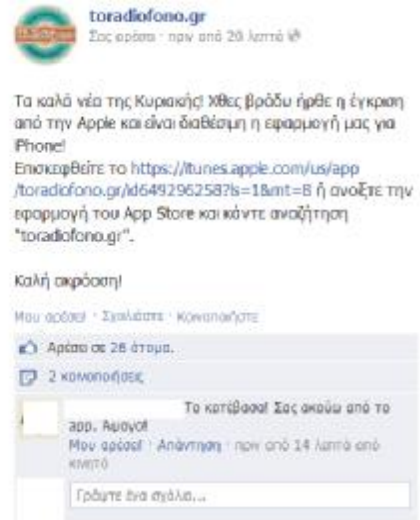 toradiofono.gr
Σας αρέσει · πριν από 20 λεπτά
Τα καλά νέα της Κυριακής! Χθες βράδυ ήρθε η έγκριση
από την Apple και είναι διαθέσιμη η εφαρμογή μας για
iPhone!
Επισκεφθείτε το https://itunes.apple.com/us/app
/toradiofono.gr/id649296258?ls=1&mt=8 ή ανοίξτε την
εφαρμογή του App Store και κάντε αναζήτηση
"toradiofono.gr".
Καλή ακρόαση!
Μου αρέσει! · Σχολιάστε · Κοινοποιήστε
Αρέσει σε 26 άτομα.
2 κοινοποιήσεις
Το κατέβασα! Σας ακούω από το
app. Άψογο!
Μου αρέσει! · Απάντηση · πριν από 14 λεπτά από
κινητό
Γράψτε ένα σχόλιο...